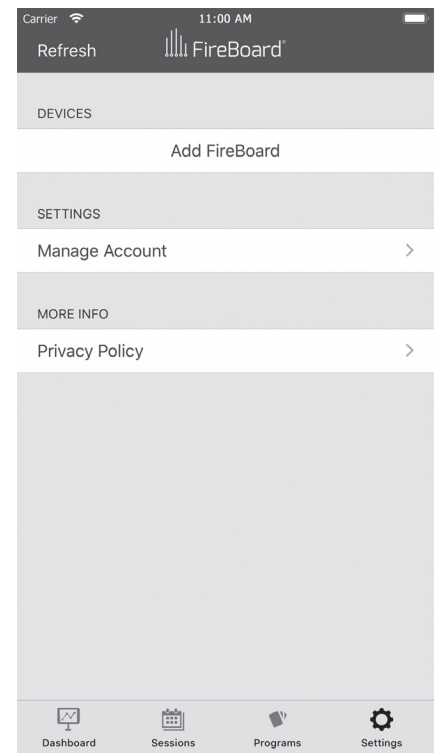 Carrier 11:00 AM
Refresh FireBoard®
DEVICES
Add FireBoard
SETTINGS
Manage Account
MORE INFO
Privacy Policy
Dashboard Sessions Programs Settings